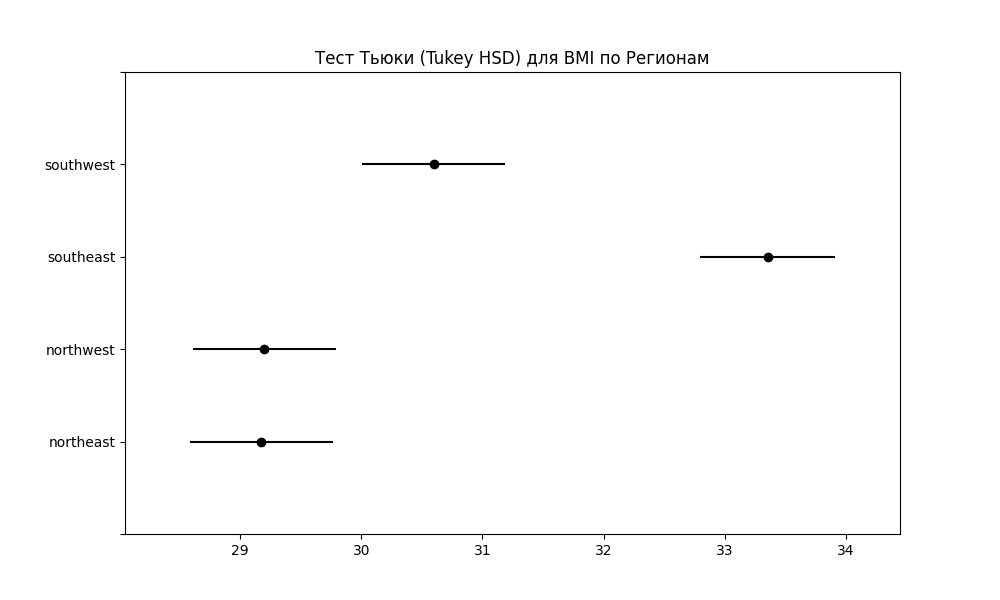 Тест Тьюки (Tukey HSD) для BMI по Регионам
southwest
southeast
northwest
northeast
29 30 31 32 33 34